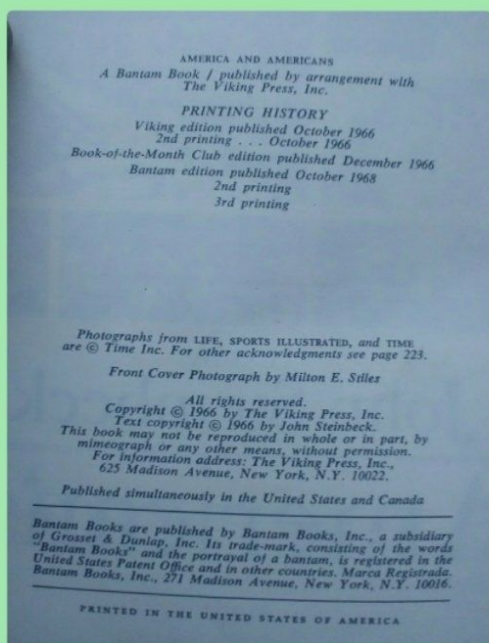 AMERICA AND AMERICANS
A Bantam Book / published by arrangement with
The Viking Press, Inc.
PRINTING HISTORY
Viking edition published October 1966
2nd printing . . . October 1966
Book-of-the-Month Club edition published December 1966
Bantam edition published October 1968
2nd printing
3rd printing
Photographs from LIFE, SPORTS ILLUSTRATED, and TIME
are © Time Inc. For other acknowledgments see page 223.
Front Cover Photograph by Milton E. Stiles
All rights reserved.
Copyright © 1966 by The Viking Press, Inc.
Text copyright © 1966 by John Steinbeck.
This book may not be reproduced in whole or in part, by
mimeograph or any other means, without permission.
For information address: The Viking Press, Inc.,
625 Madison Avenue, New York, N.Y. 10022.
Published simultaneously in the United States and Canada
Bantam Books are published by Bantam Books, Inc., a subsidiary
of Grosset & Dunlap, Inc. Its trade-mark, consisting of the words
"Bantam Books" and the portrayal of a bantam, is registered in the
United States Patent Office and in other countries. Marca Registrada.
Bantam Books, Inc., 271 Madison Avenue, New York, N.Y. 10016.
PRINTED IN THE UNITED STATES OF AMERICA